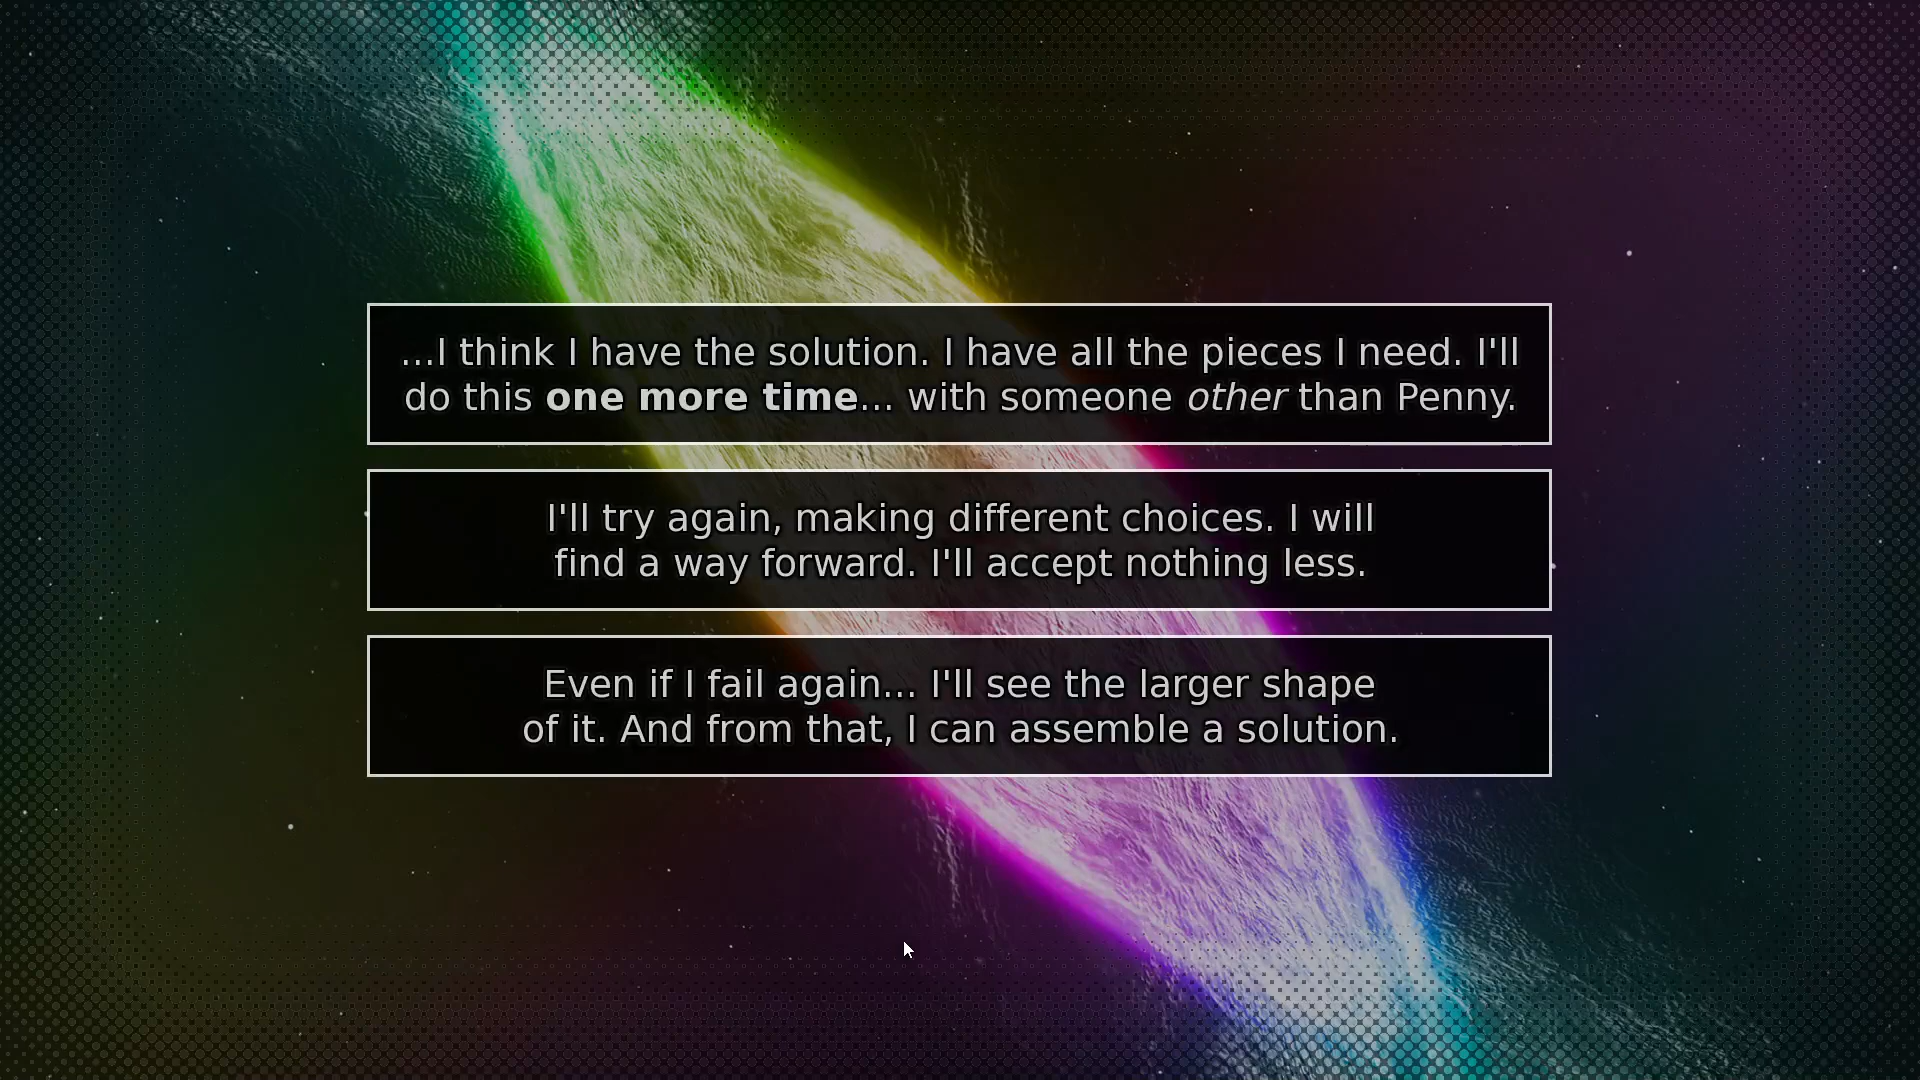 ...I think I have the solution. I have all the pieces I need. I'll
do this one more time... with someone other than Penny.
I'll try again, making different choices. I will
find a way forward. I'll accept nothing less.
Even if I fail again... I'll see the larger shape
of it. And from that, I can assemble a solution.